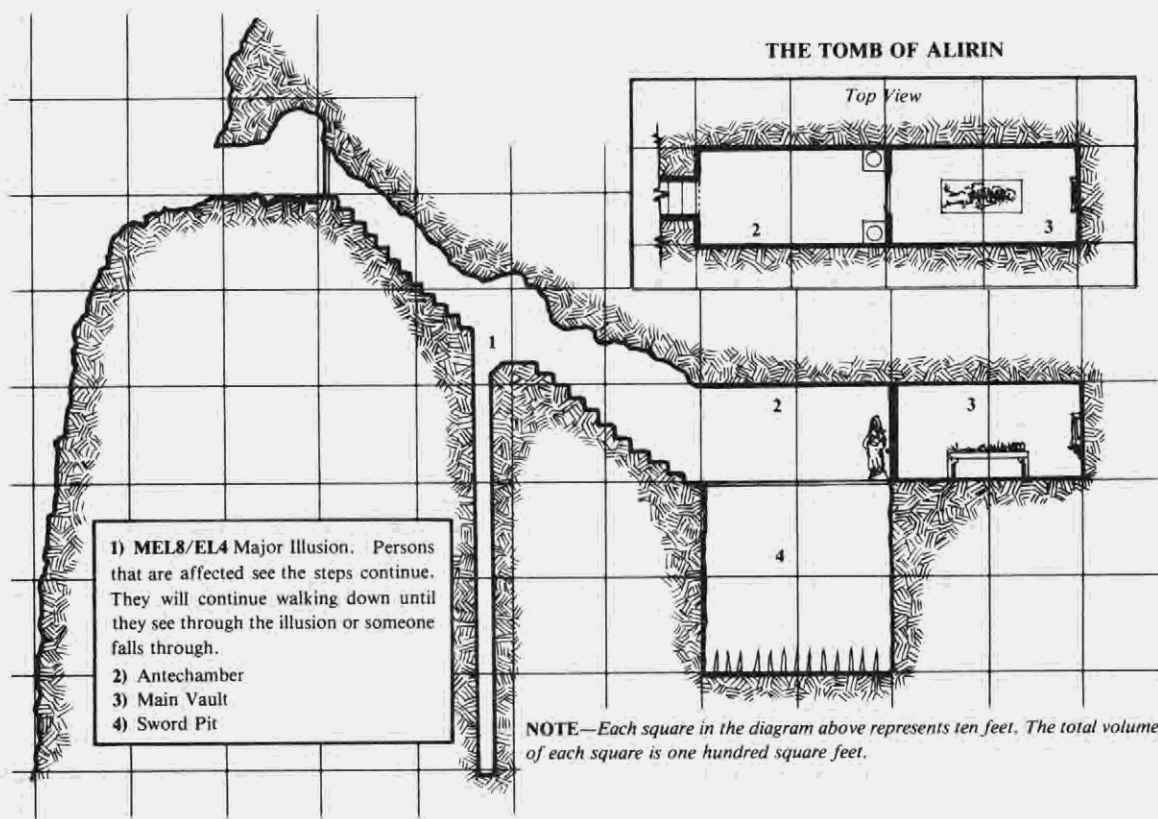 THE TOMB OF ALIRIN
Top View
2
3
1
2
3
4
1) MEL8/EL4 Major Illusion. Persons
that are affected see the steps continue.
They will continue walking down until
they see through the illusion or someone
falls through.
2) Antechamber
3) Main Vault
4) Sword Pit
NOTE—Each square in the diagram above represents ten feet. The total volume
of each square is one hundred square feet.